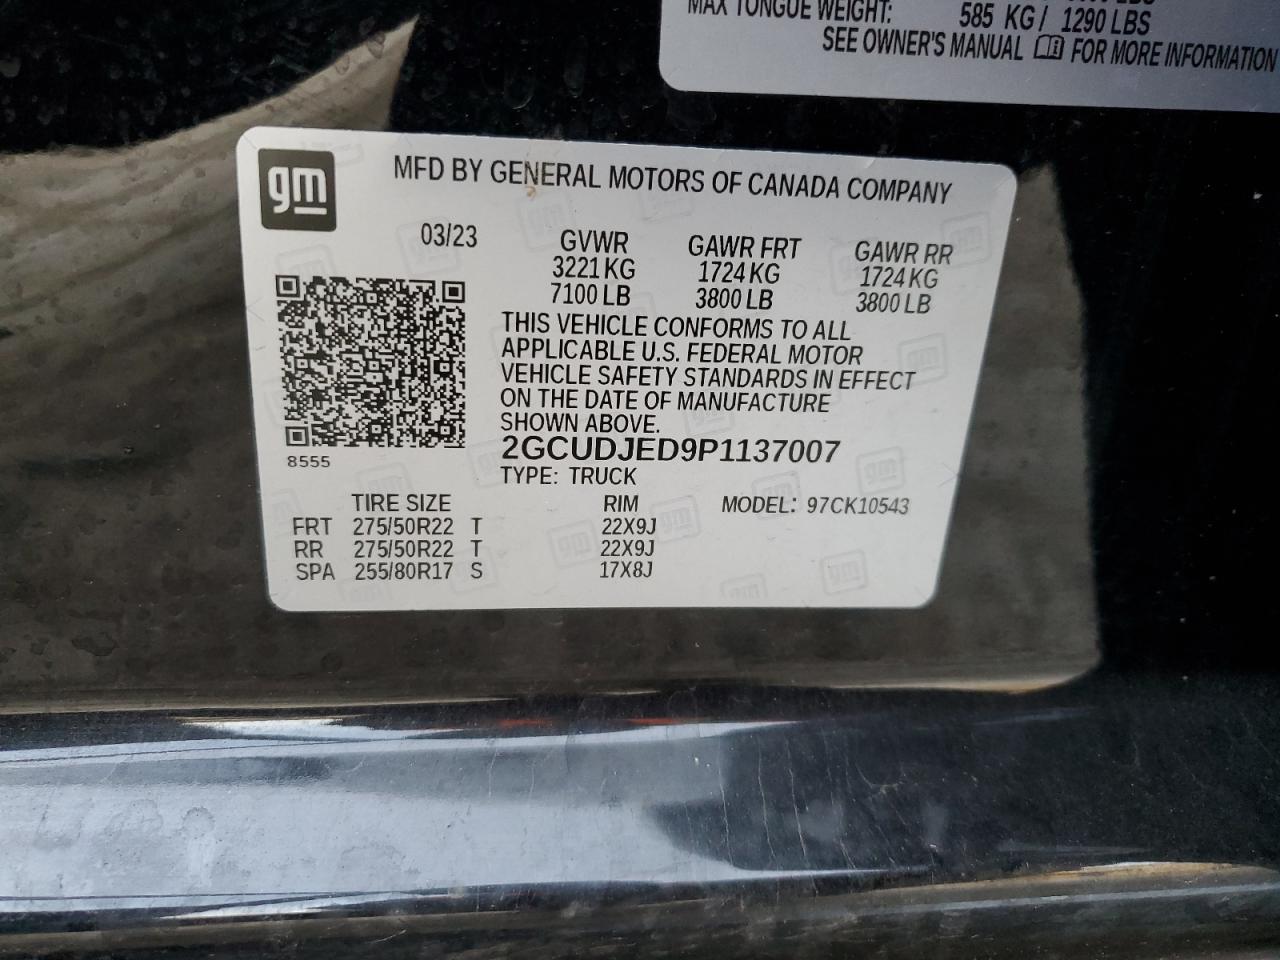 MAX TONGUE WEIGHT: 585 KG / 1290 LBS
SEE OWNER'S MANUAL FOR MORE INFORMATION
gm
MFD BY GENERAL MOTORS OF CANADA COMPANY
03/23 GVWR GAWR FRT GAWR RR
3221 KG 1724 KG 1724 KG
7100 LB 3800 LB 3800 LB
THIS VEHICLE CONFORMS TO ALL
APPLICABLE U.S. FEDERAL MOTOR
VEHICLE SAFETY STANDARDS IN EFFECT
ON THE DATE OF MANUFACTURE
SHOWN ABOVE.
2GCUDJED9P1137007
8555
TYPE: TRUCK
TIRE SIZE RIM MODEL: 97CK10543
FRT 275/50R22 T 22X9J
RR 275/50R22 T 22X9J
SPA 255/80R17 S 17X8J